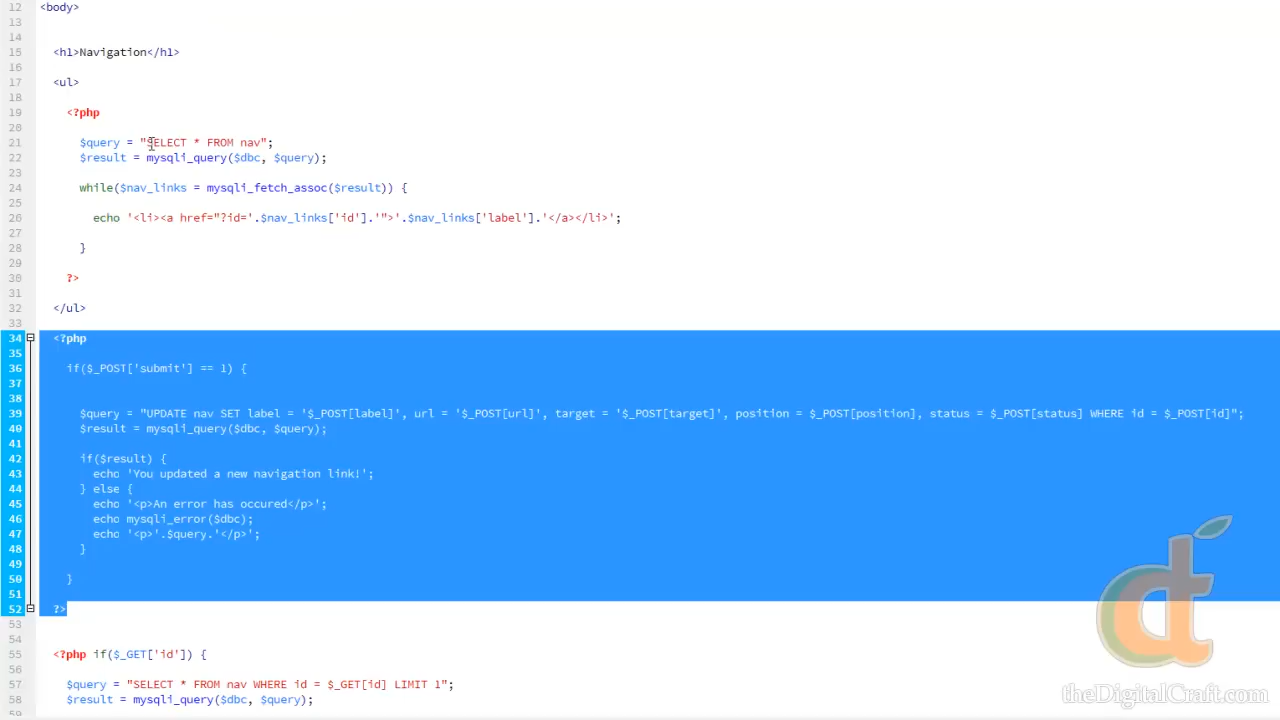 12 <body>
13
14
15 <h1>Navigation</h1>
16
17 <ul>
18
19 <?php
20
21 $query = "SELECT * FROM nav";
22 $result = mysqli_query($dbc, $query);
23
24 while($nav_links = mysqli_fetch_assoc($result)) {
25
26 echo '<li><a href="?id='.$nav_links['id'].'">'.$nav_links['label'].'</a></li>';
27
28 }
29
30 ?>
31
32 </ul>
33
34 <?php
35
36 if($_POST['submit'] == 1) {
37
38
39 $query = "UPDATE nav SET label = '$_POST[label]', url = '$_POST[url]', target = '$_POST[target]', position = $_POST[position], status = $_POST[status] WHERE id = $_POST[id]";
40 $result = mysqli_query($dbc, $query);
41
42 if($result) {
43 echo 'You updated a new navigation link!';
44 } else {
45 echo '<p>An error has occured</p>';
46 echo mysqli_error($dbc);
47 echo '<p>'.$query.'</p>';
48 }
49
50 }
51
52 ?>
53
54
55 <?php if($_GET['id']) {
56
57 $query = "SELECT * FROM nav WHERE id = $_GET[id] LIMIT 1";
58 $result = mysqli_query($dbc, $query);
59
theDigitalCraft.com